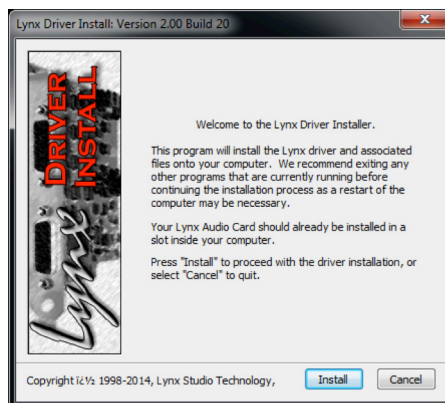 Lynx Driver Install: Version 2.00 Build 20
Lynx
DRIVER
INSTALL
Welcome to the Lynx Driver Installer.
This program will install the Lynx driver and associated
files onto your computer.  We recommend exiting any
other programs that are currently running before
continuing the installation process as a restart of the
computer may be necessary.
Your Lynx Audio Card should already be installed in a
slot inside your computer.
Press "Install" to proceed with the driver installation, or
select "Cancel" to quit.
Copyright ï¿½ 1998-2014, Lynx Studio Technology,
Install
Cancel